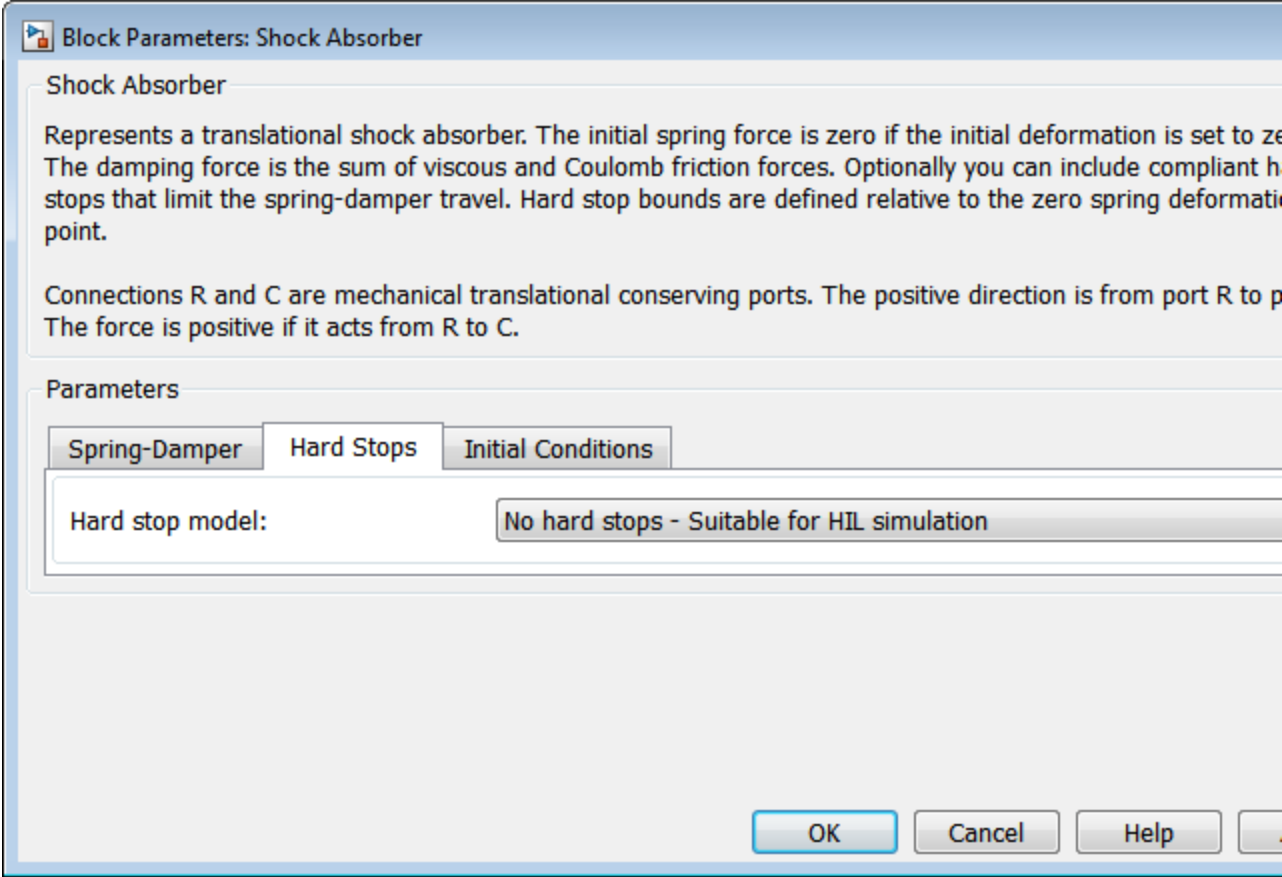 Block Parameters: Shock Absorber
Shock Absorber
Represents a translational shock absorber. The initial spring force is zero if the initial deformation is set to
The damping force is the sum of viscous and Coulomb friction forces. Optionally you can include compliant
stops that limit the spring-damper travel. Hard stop bounds are defined relative to the zero spring
point.
Connections R and C are mechanical translational conserving ports. The positive direction is from port R to
The force is positive if it acts from R to C.
Parameters
Spring-Damper Hard Stops Initial Conditions
Hard stop model: No hard stops - Suitable for HIL simulation
OK Cancel Help